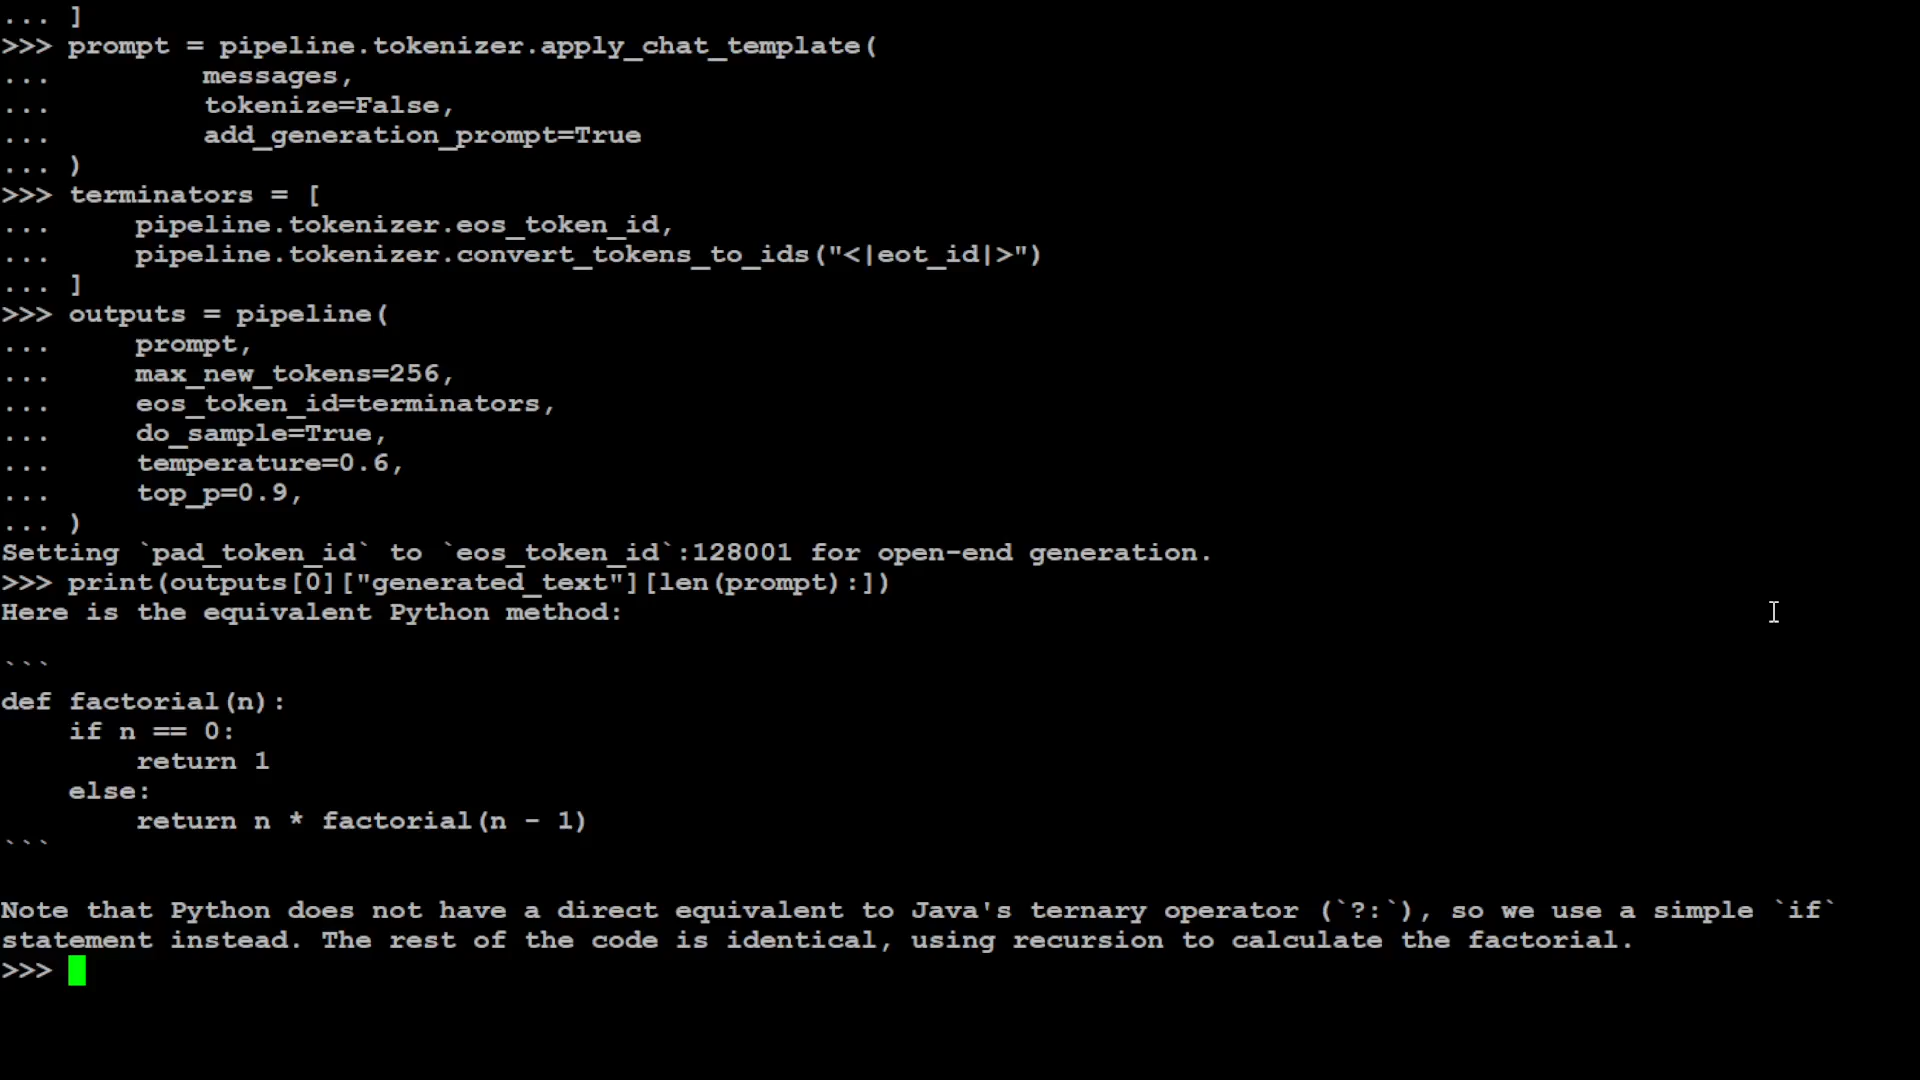 ... ]
>>> prompt = pipeline.tokenizer.apply_chat_template(
...         messages,
...         tokenize=False,
...         add_generation_prompt=True
... )
>>> terminators = [
...     pipeline.tokenizer.eos_token_id,
...     pipeline.tokenizer.convert_tokens_to_ids("<|eot_id|>")
... ]
>>> outputs = pipeline(
...     prompt,
...     max_new_tokens=256,
...     eos_token_id=terminators,
...     do_sample=True,
...     temperature=0.6,
...     top_p=0.9,
... )
Setting `pad_token_id` to `eos_token_id`:128001 for open-end generation.
>>> print(outputs[0]["generated_text"][len(prompt):])
Here is the equivalent Python method:

```
def factorial(n):
    if n == 0:
        return 1
    else:
        return n * factorial(n - 1)
```

Note that Python does not have a direct equivalent to Java's ternary operator (`?:`), so we use a simple `if`
statement instead. The rest of the code is identical, using recursion to calculate the factorial.
>>>